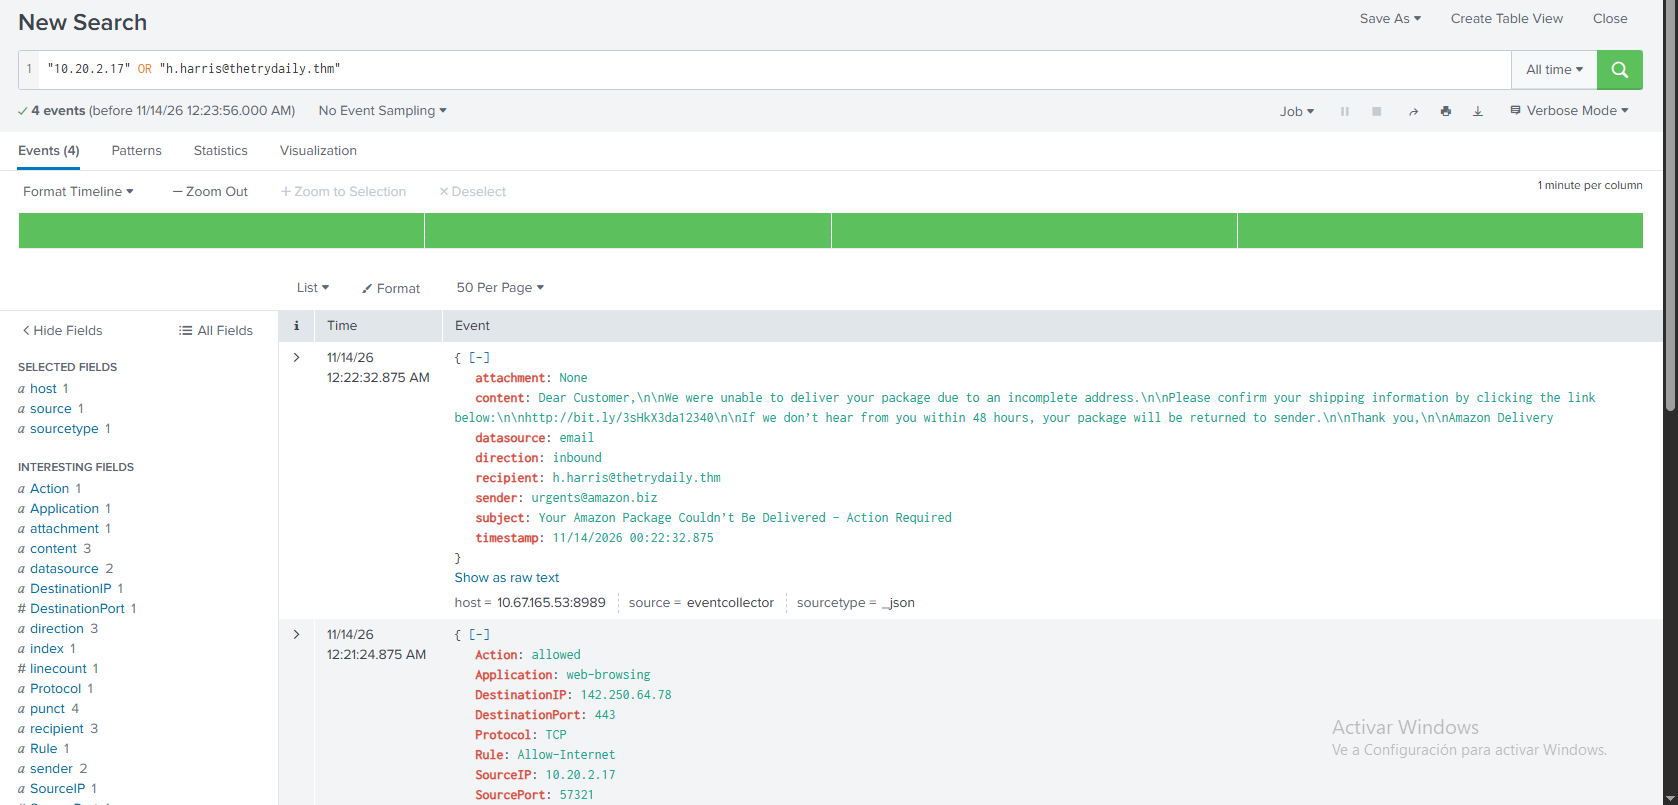 New Search
Save As
Create Table View
Close
1 "10.20.2.17" OR "h.harris@thetrydaily.thm"
All time
4 events (before 11/14/26 12:23:56.000 AM)
No Event Sampling
Job
Verbose Mode
Events (4)
Patterns
Statistics
Visualization
Format Timeline
Zoom Out
Zoom to Selection
Deselect
1 minute per column
List
Format
50 Per Page
Hide Fields
All Fields
SELECTED FIELDS
a host 1
a source 1
a sourcetype 1
INTERESTING FIELDS
a Action 1
a Application 1
a attachment 1
a content 3
a datasource 2
a DestinationIP 1
# DestinationPort 1
a direction 3
a index 1
# linecount 1
a Protocol 1
a punct 4
a recipient 3
a Rule 1
a sender 2
a SourceIP 1
i Time Event
11/14/26
12:22:32.875 AM
{ [-]
attachment: None
content: Dear Customer,\n\nWe were unable to deliver your package due to an incomplete address.\n\nPlease confirm your shipping information by clicking the link
below:\n\nhttp://bit.ly/3sHkX3da12340\n\nIf we don’t hear from you within 48 hours, your package will be returned to sender.\n\nThank you,\n\nAmazon Delivery
datasource: email
direction: inbound
recipient: h.harris@thetrydaily.thm
sender: urgents@amazon.biz
subject: Your Amazon Package Couldn’t Be Delivered – Action Required
timestamp: 11/14/2026 00:22:32.875
}
Show as raw text
host = 10.67.165.53:8989 source = eventcollector sourcetype = _json
11/14/26
12:21:24.875 AM
{ [-]
Action: allowed
Application: web-browsing
DestinationIP: 142.250.64.78
DestinationPort: 443
Protocol: TCP
Rule: Allow-Internet
SourceIP: 10.20.2.17
SourcePort: 57321
Activar Windows
Ve a Configuración para activar Windows.